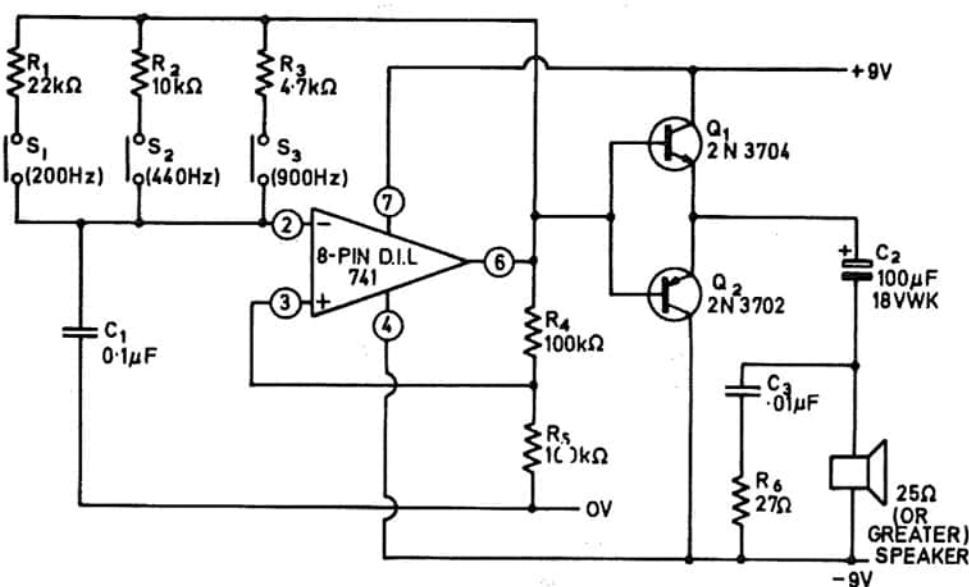 R1
22kΩ
S1
(200Hz)
R2
10kΩ
S2
(440Hz)
R3
4.7kΩ
S3
(900Hz)
+9V
Q1
2N 3704
7
2
-
8-PIN D.I.L
741
6
3
+
4
Q2
2N 3702
+
C2
100µF
18VWK
C1
0.1µF
R4
100kΩ
C3
.01µF
R5
R6
27Ω
0V
25Ω
(OR
GREATER)
SPEAKER
-9V